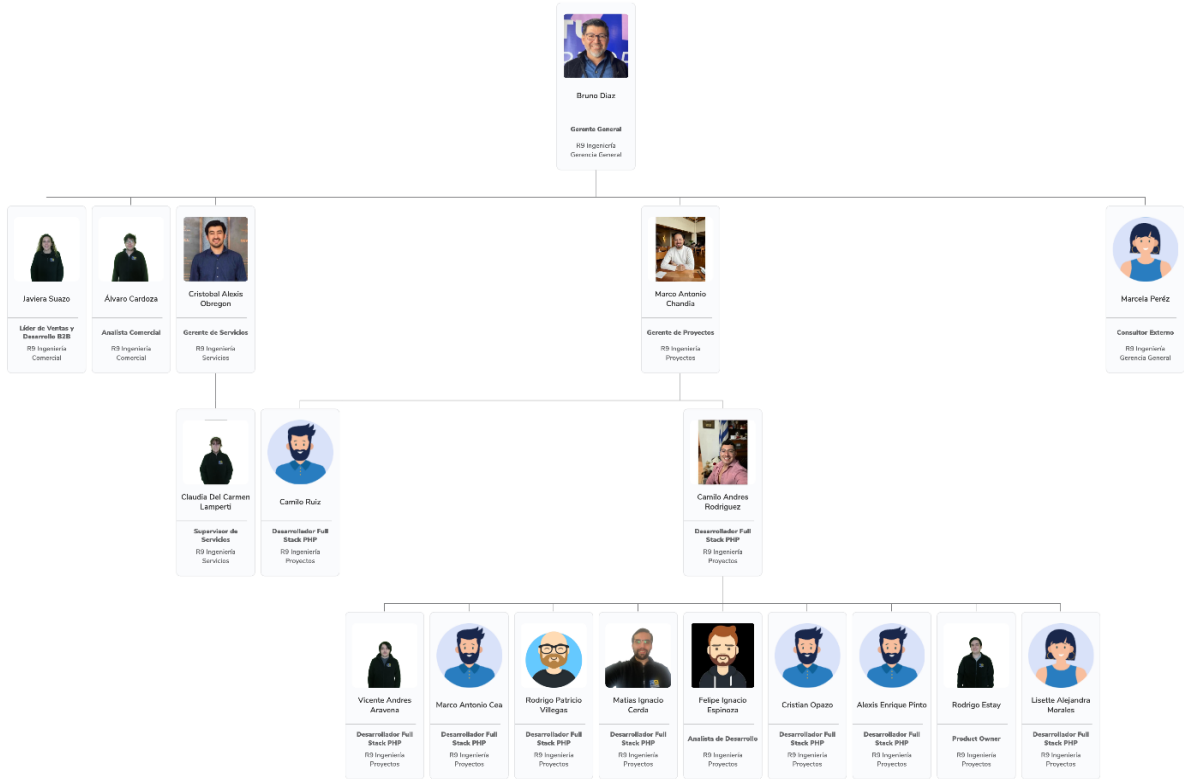 Bruno Diaz
Gerente General
R9 Ingeniería
Gerencia General
Javiera Suazo
Líder de Ventas y
Desarrollo B2B
R9 Ingeniería
Comercial
Álvaro Cardoza
Analista Comercial
R9 Ingeniería
Comercial
Cristobal Alexis
Obregon
Gerente de Servicios
R9 Ingeniería
Servicios
Marco Antonio
Chandía
Gerente de Proyectos
R9 Ingeniería
Proyectos
Marcela Peréz
Consultor Externo
R9 Ingeniería
Gerencia General
Claudia Del Carmen
Lamperti
Supervisor de
Servicios
R9 Ingeniería
Servicios
Camilo Ruiz
Desarrollador Full
Stack PHP
R9 Ingeniería
Proyectos
Camilo Andres
Rodriguez
Desarrollador Full
Stack PHP
R9 Ingeniería
Proyectos
Vicente Andres
Aravena
Desarrollador Full
Stack PHP
R9 Ingeniería
Proyectos
Marco Antonio Cea
Desarrollador Full
Stack PHP
R9 Ingeniería
Proyectos
Rodrigo Patricio
Villegas
Desarrollador Full
Stack PHP
R9 Ingeniería
Proyectos
Matias Ignacio
Cerda
Desarrollador Full
Stack PHP
R9 Ingeniería
Proyectos
Felipe Ignacio
Espinoza
Analista de Desarrollo
R9 Ingeniería
Proyectos
Cristian Opazo
Desarrollador Full
Stack PHP
R9 Ingeniería
Proyectos
Alexis Enrique Pinto
Desarrollador Full
Stack PHP
R9 Ingeniería
Proyectos
Rodrigo Estay
Product Owner
R9 Ingeniería
Proyectos
Lisette Alejandra
Morales
Desarrollador Full
Stack PHP
R9 Ingeniería
Proyectos